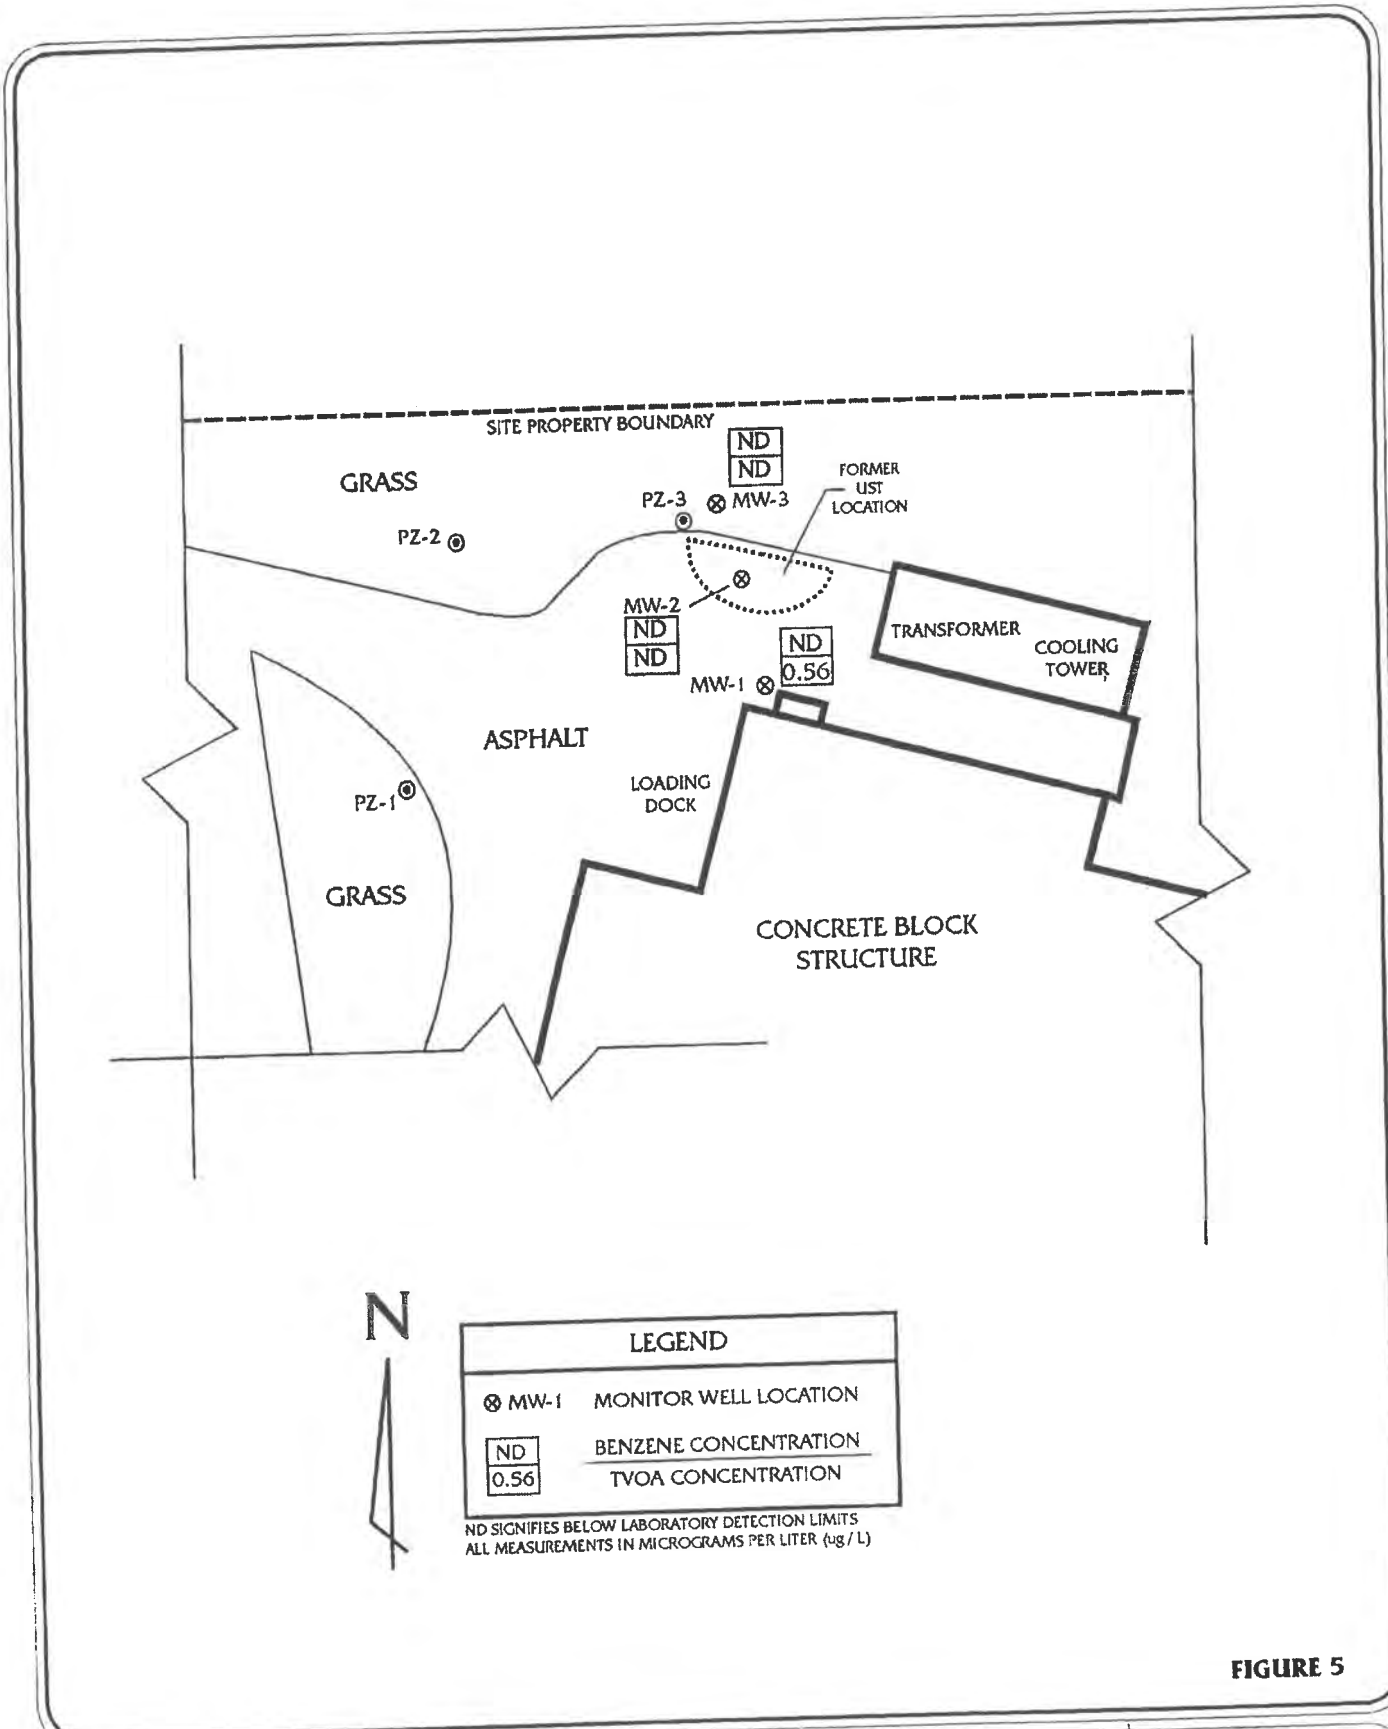 SITE PROPERTY BOUNDARY
ND
ND
GRASS
FORMER
UST
LOCATION
PZ-3
MW-3
PZ-2
MW-2
ND
ND
TRANSFORMER
COOLING
TOWER
ND
0.56
MW-1
ASPHALT
LOADING
DOCK
PZ-1
GRASS
CONCRETE BLOCK
STRUCTURE
N
LEGEND
MW-1 MONITOR WELL LOCATION
ND BENZENE CONCENTRATION
0.56 TVOA CONCENTRATION
ND SIGNIFIES BELOW LABORATORY DETECTION LIMITS
ALL MEASUREMENTS IN MICROGRAMS PER LITER (ug/L)
FIGURE 5